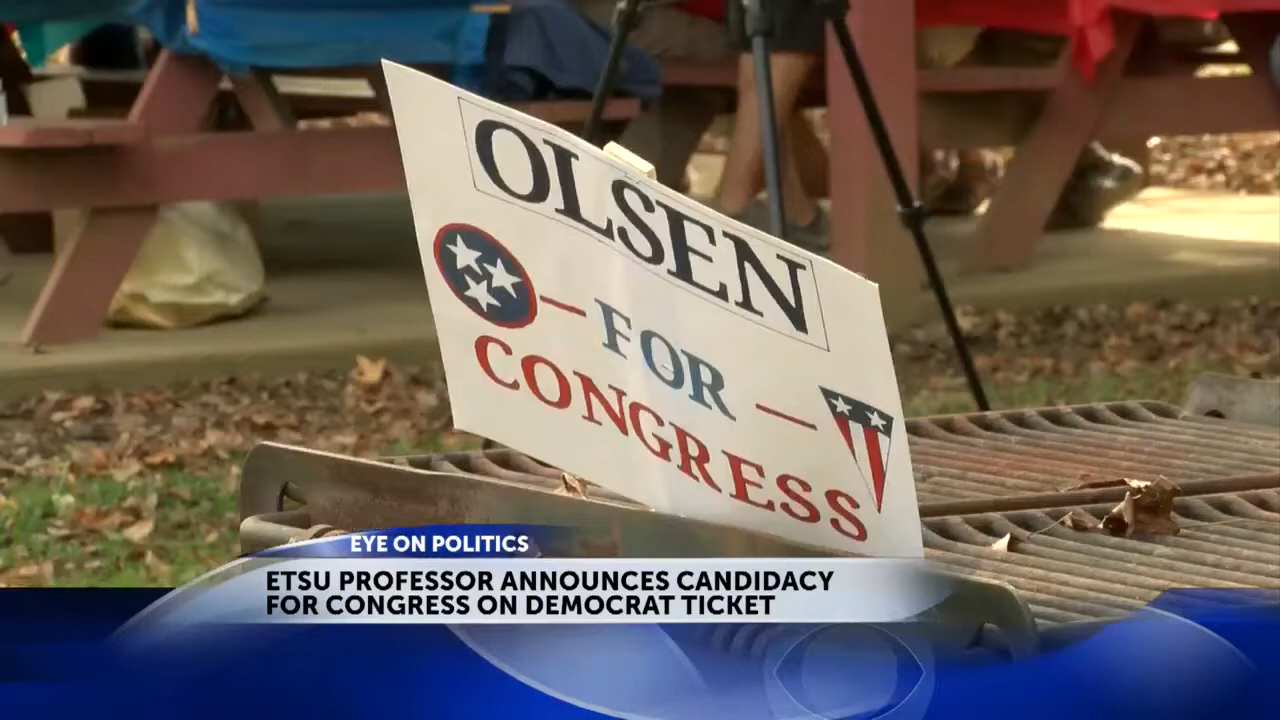 OLSEN
FOR
CONGRESS
EYE ON POLITICS
ETSU PROFESSOR ANNOUNCES CANDIDACY
FOR CONGRESS ON DEMOCRAT TICKET